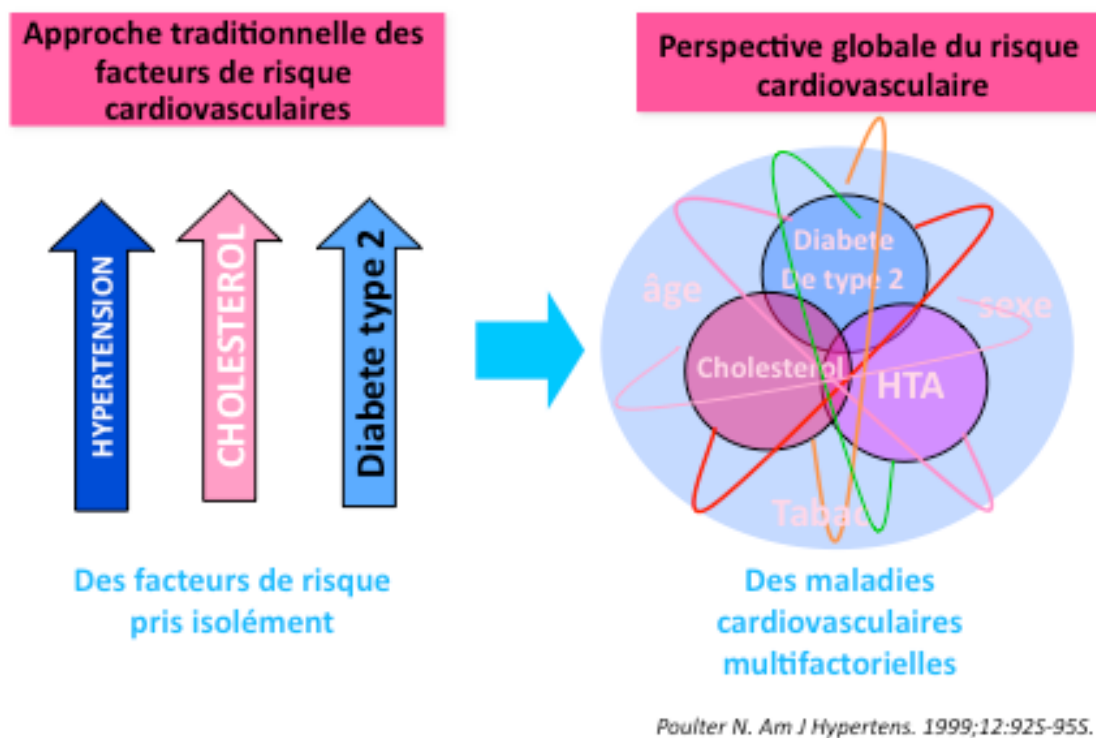 Approche traditionnelle des
facteurs de risque
cardiovasculaires
HYPERTENSION
CHOLESTEROL
Diabete type 2
Des facteurs de risque
pris isolément
Perspective globale du risque
cardiovasculaire
Diabete
De type 2
âge
sexe
Cholesterol
HTA
Tabac
Des maladies
cardiovasculaires
multifactorielles
Poulter N. Am J Hypertens. 1999;12:92S-95S.